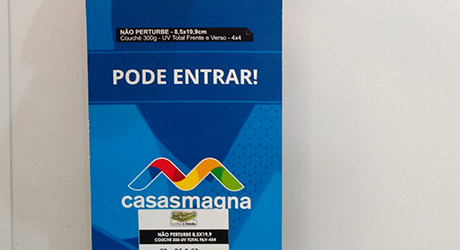 NÃO PERTURBE - 8,5x19,9cm
Couchê 300g - UV Total Frente e Verso - 4x4
PODE ENTRAR!
casasmagna
NÃO PERTURBE 8,5X19,9
COUCHÊ 300-UV TOTAL F&V-4X4